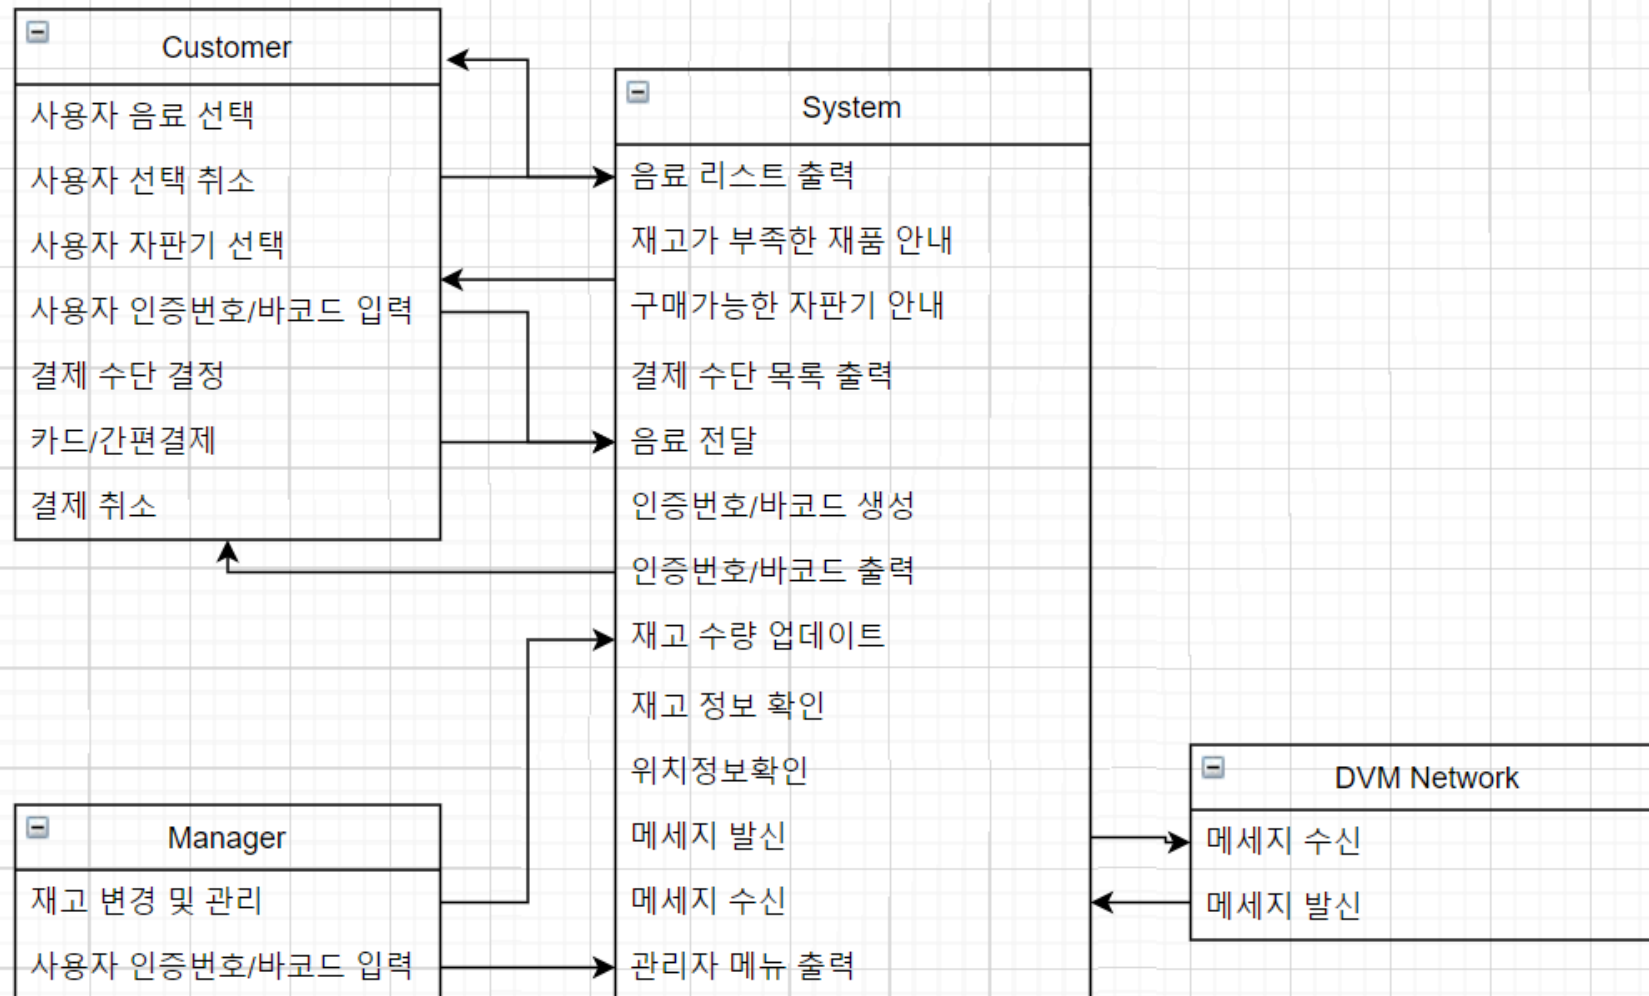 Customer
사용자 음료 선택
사용자 선택 취소
사용자 자판기 선택
사용자 인증번호/바코드 입력
결제 수단 결정
카드/간편결제
결제 취소
System
음료 리스트 출력
재고가 부족한 재품 안내
구매가능한 자판기 안내
결제 수단 목록 출력
음료 전달
인증번호/바코드 생성
인증번호/바코드 출력
재고 수량 업데이트
재고 정보 확인
위치정보확인
메세지 발신
메세지 수신
관리자 메뉴 출력
Manager
재고 변경 및 관리
사용자 인증번호/바코드 입력
DVM Network
메세지 수신
메세지 발신